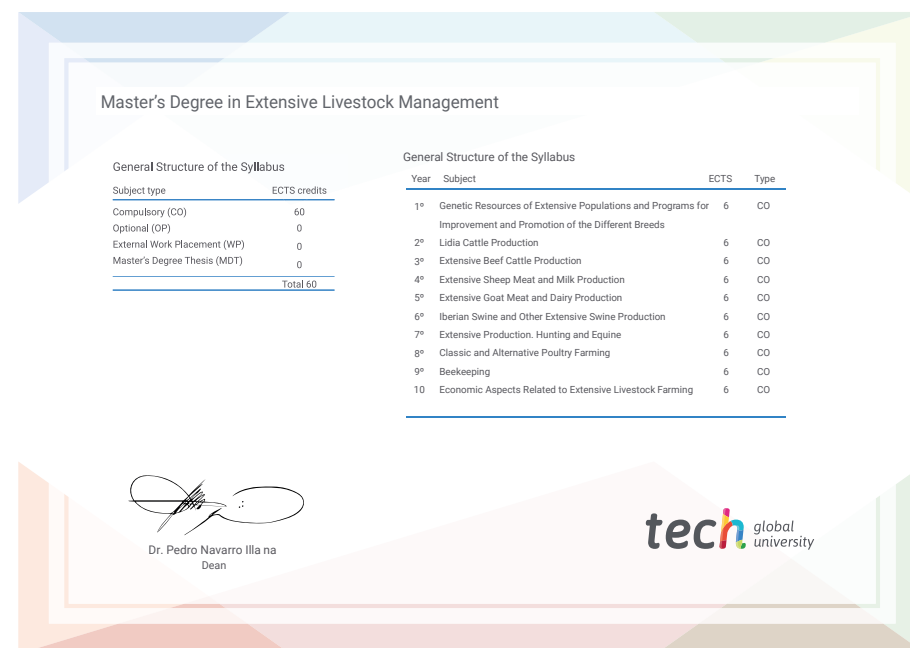 Master's Degree in Extensive Livestock Management
General Structure of the Syllabus
Subject type ECTS credits
Compulsory (CO) 60
Optional (OP) 0
External Work Placement (WP) 0
Master's Degree Thesis (MDT) 0
Total 60
General Structure of the Syllabus
Year Subject ECTS Type
1º Genetic Resources of Extensive Populations and Programs for 6 CO
Improvement and Promotion of the Different Breeds
2º Lidia Cattle Production 6 CO
3º Extensive Beef Cattle Production 6 CO
4º Extensive Sheep Meat and Milk Production 6 CO
5º Extensive Goat Meat and Dairy Production 6 CO
6º Iberian Swine and Other Extensive Swine Production 6 CO
7º Extensive Production. Hunting and Equine 6 CO
8º Classic and Alternative Poultry Farming 6 CO
9º Beekeeping 6 CO
10 Economic Aspects Related to Extensive Livestock Farming 6 CO
Dr. Pedro Navarro Illa na
Dean
tech global
university